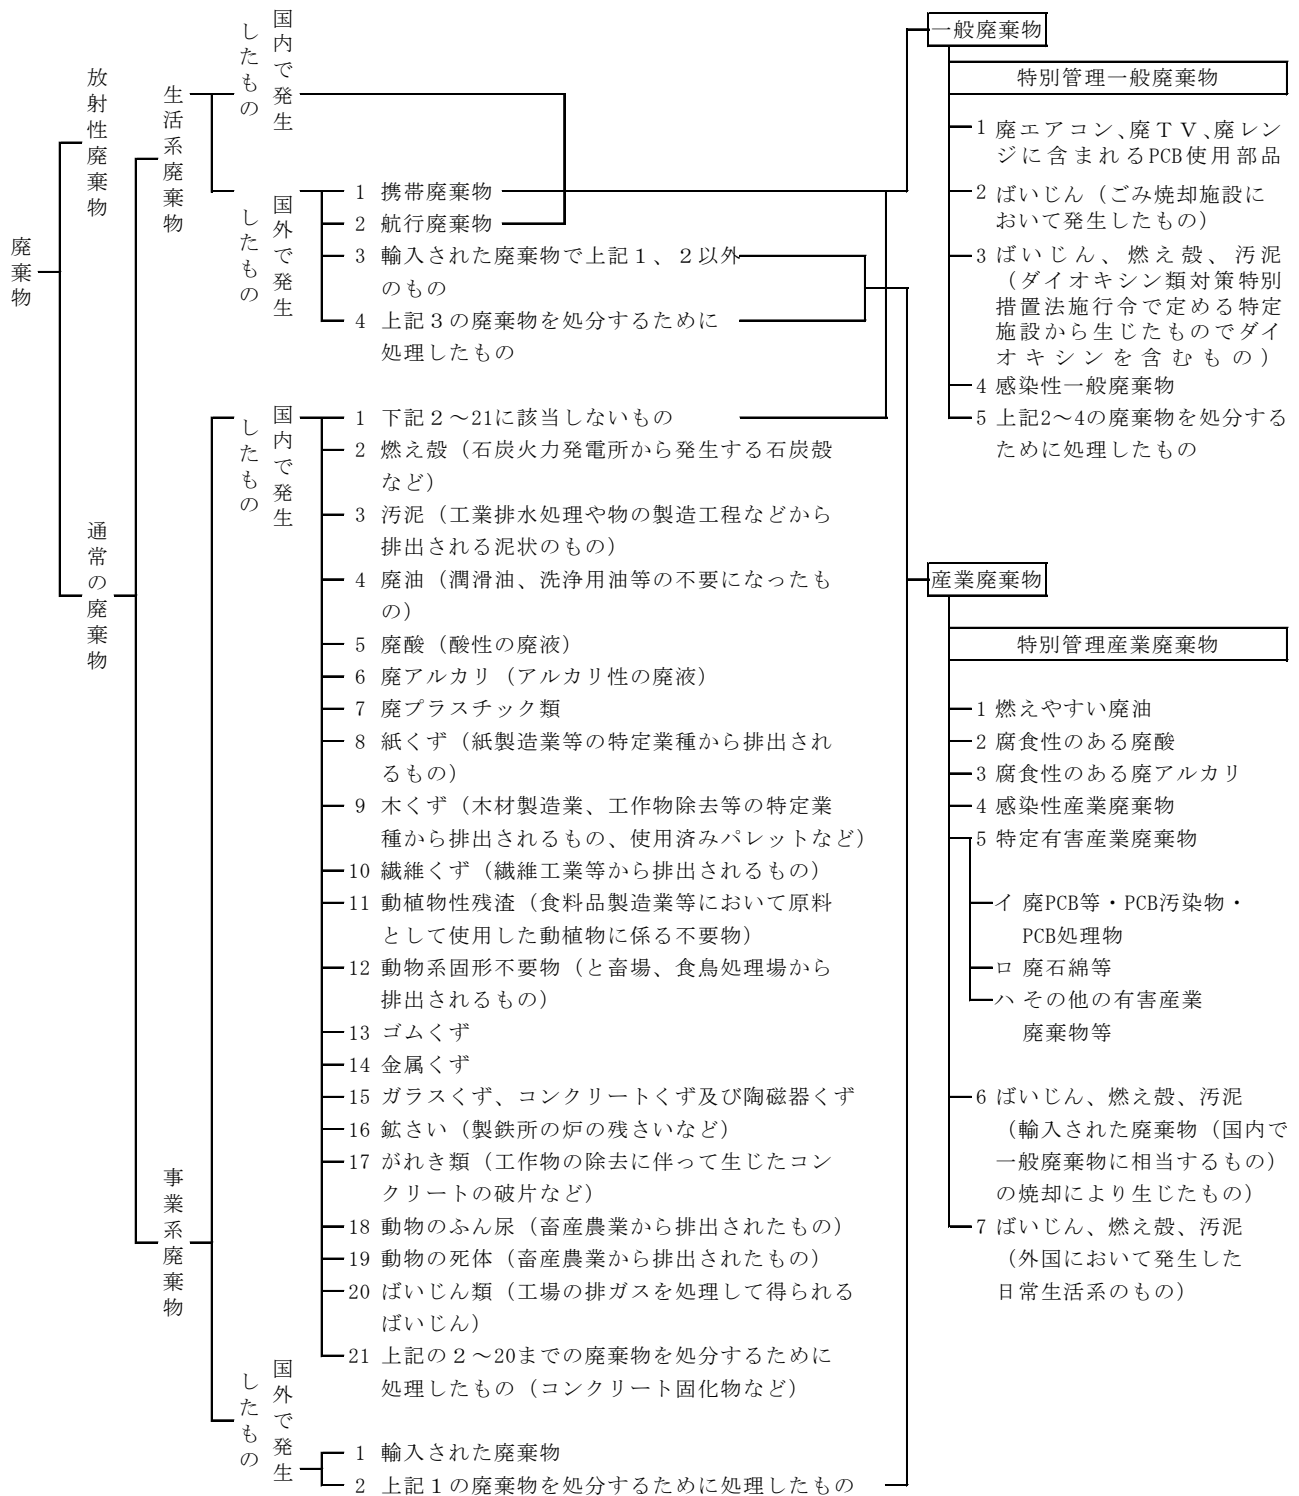 廃棄物
放射性廃棄物
通常の廃棄物
生活系廃棄物
国内で発生
したもの
国外で発生
したもの
1 携帯廃棄物
2 航行廃棄物
3 輸入された廃棄物で上記1、2以外
のもの
4 上記3の廃棄物を処分するために
処理したもの
事業系廃棄物
国内で発生
したもの
1 下記2～21に該当しないもの
2 燃え殻（石炭火力発電所から発生する石炭殻
など）
3 汚泥（工業排水処理や物の製造工程などから
排出される泥状のもの）
4 廃油（潤滑油、洗浄用油等の不要になったも
の）
5 廃酸（酸性の廃液）
6 廃アルカリ（アルカリ性の廃液）
7 廃プラスチック類
8 紙くず（紙製造業等の特定業種から排出され
るもの）
9 木くず（木材製造業、工作物除去等の特定業
種から排出されるもの、使用済みパレットなど）
10 繊維くず（繊維工業等から排出されるもの）
11 動植物性残渣（食料品製造業等において原料
として使用した動植物に係る不要物）
12 動物系固形不要物（と畜場、食鳥処理場から
排出されるもの）
13 ゴムくず
14 金属くず
15 ガラスくず、コンクリートくず及び陶磁器くず
16 鉱さい（製鉄所の炉の残さいなど）
17 がれき類（工作物の除去に伴って生じたコン
クリートの破片など）
18 動物のふん尿（畜産農業から排出されたもの）
19 動物の死体（畜産農業から排出されたもの）
20 ばいじん類（工場の排ガスを処理して得られる
ばいじん）
21 上記の2～20までの廃棄物を処分するために
処理したもの（コンクリート固化物など）
国外で発生
したもの
1 輸入された廃棄物
2 上記1の廃棄物を処分するために処理したもの
一般廃棄物
特別管理一般廃棄物
1 廃エアコン、廃TV、廃レン
ジに含まれるPCB使用部品
2 ばいじん（ごみ焼却施設に
おいて発生したもの）
3 ばいじん、燃え殻、汚泥
（ダイオキシン類対策特別
措置法施行令で定める特定
施設から生じたものでダイ
オキシンを含むもの）
4 感染性一般廃棄物
5 上記2～4の廃棄物を処分する
ために処理したもの
産業廃棄物
特別管理産業廃棄物
1 燃えやすい廃油
2 腐食性のある廃酸
3 腐食性のある廃アルカリ
4 感染性産業廃棄物
5 特定有害産業廃棄物
イ 廃PCB等・PCB汚染物・
PCB処理物
ロ 廃石綿等
ハ その他の有害産業
廃棄物等
6 ばいじん、燃え殻、汚泥
（輸入された廃棄物（国内で
一般廃棄物に相当するもの）
の焼却により生じたもの）
7 ばいじん、燃え殻、汚泥
（外国において発生した
日常生活系のもの）